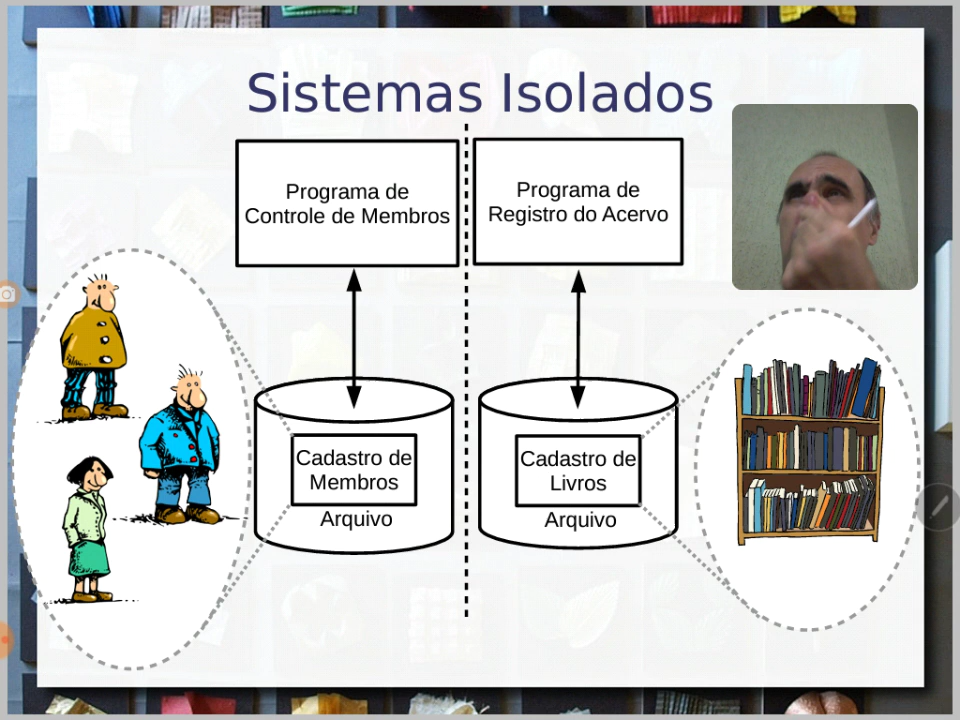 Sistemas Isolados
Programa de
Controle de Membros
Programa de
Registro do Acervo
Cadastro de
Membros
Arquivo
Cadastro de
Livros
Arquivo